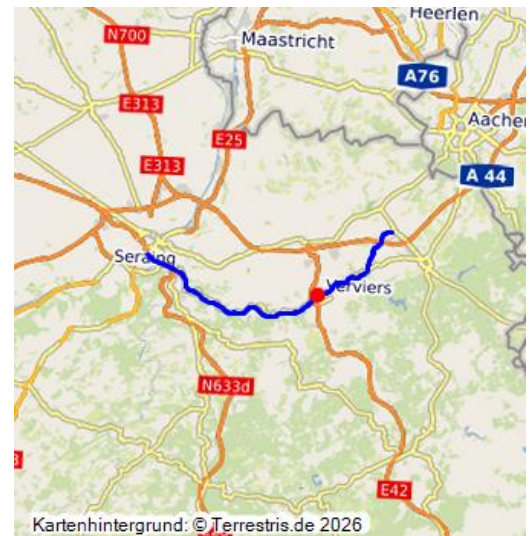 Heerlen
N700
Maastricht
A76
E313
E25
Aachen
E313
A 44
Seraing
Verviers
N633d
E42
Kartenhintergrund: © Terrestris.de 2026